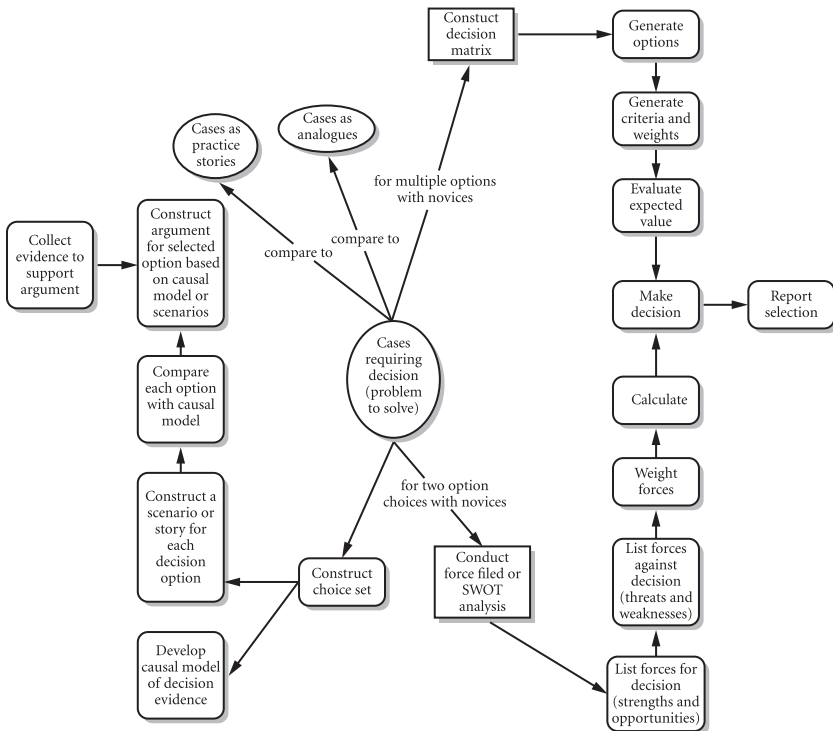 Constuct
decision
matrix
Generate
options
Generate
criteria and
weights
Evaluate
expected
value
Make
decision
Report
selection
Calculate
Weight
forces
List forces
against
decision
(threats and
weaknesses)
List forces for
decision
(strengths and
opportunities)
Cases as
practice
stories
Cases as
analogues
for multiple options
with novices
compare to
compare to
Collect
evidence to
support
argument
Construct
argument
for selected
option based
on causal
model or
scenarios
Compare
each option
with causal
model
Construct a
scenario or
story for
each
decision
option
Develop
causal model
of decision
evidence
Cases
requiring
decision
(problem
to solve)
for two option
choices with novices
Construct
choice set
Conduct
force filed or
SWOT
analysis